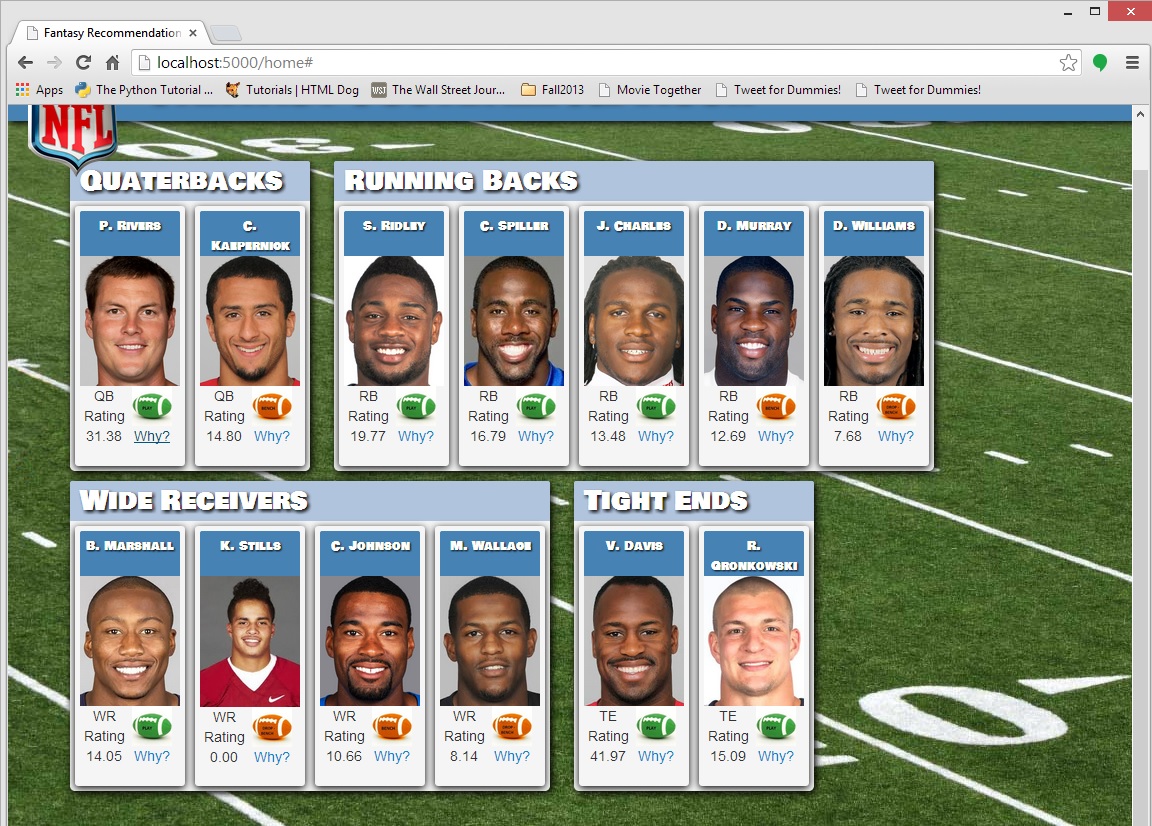 Fantasy Recommendation
localhost:5000/home#
Apps The Python Tutorial ... Tutorials | HTML Dog WSJ The Wall Street Jour... Fall2013 Movie Together Tweet for Dummies! Tweet for Dummies!
NFL
Quaterbacks Running Backs
P. Rivers C. Kaepernick S. Ridley C. Spiller J. Charles D. Murray D. Williams
QB QB RB RB RB RB RB
PLAY BENCH PLAY PLAY PLAY BENCH DROP BENCH
Rating Rating Rating Rating Rating Rating Rating
31.38 Why? 14.80 Why? 19.77 Why? 16.79 Why? 13.48 Why? 12.69 Why? 7.68 Why?
Wide Receivers Tight Ends
B. Marshall K. Stills C. Johnson M. Wallace V. Davis R. Gronkowski
WR WR WR WR TE TE
PLAY DROP BENCH BENCH DROP BENCH PLAY PLAY
Rating Rating Rating Rating Rating Rating
14.05 Why? 0.00 Why? 10.66 Why? 8.14 Why? 41.97 Why? 15.09 Why?
0